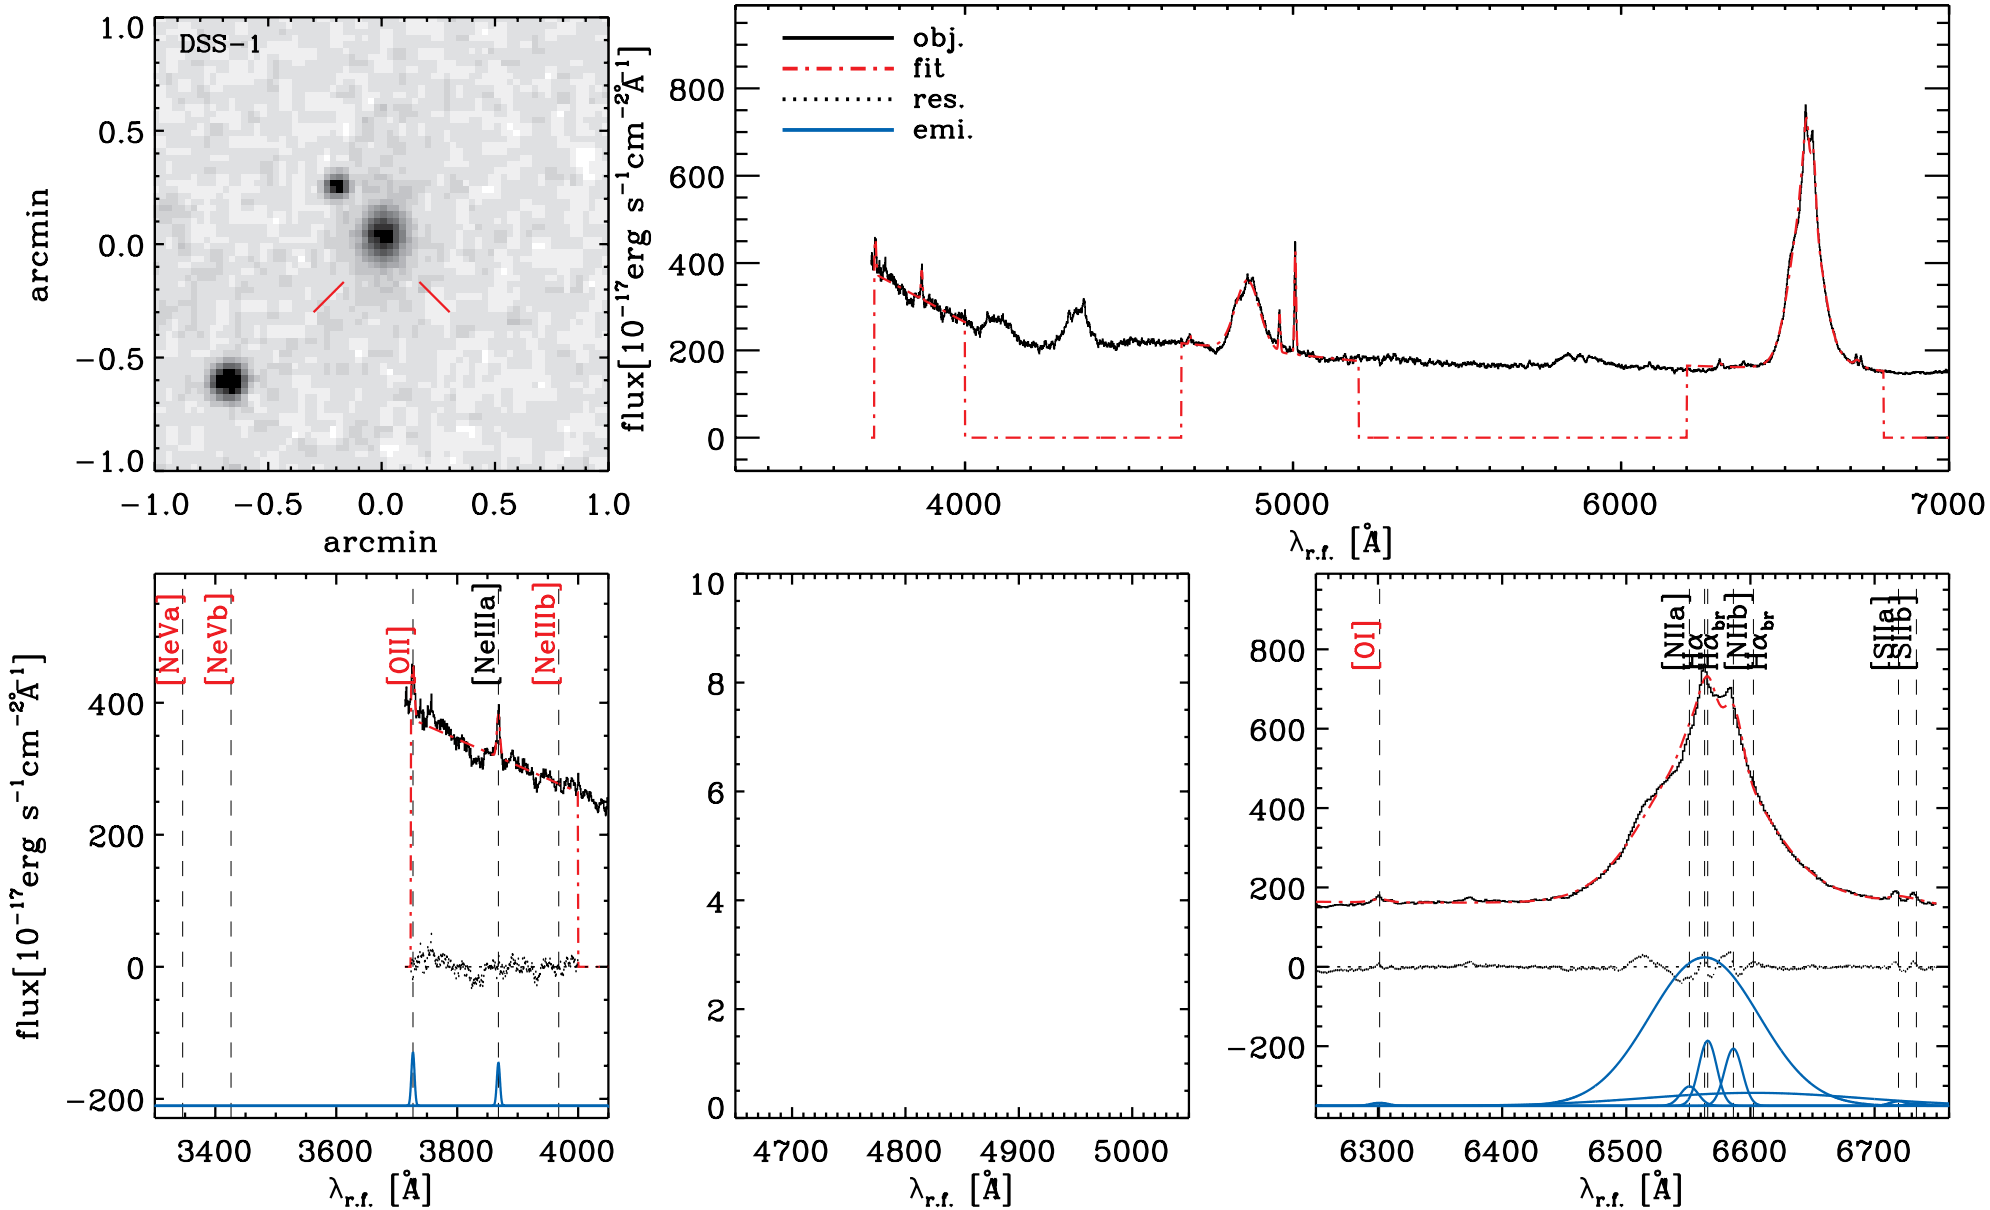 DSS-1
1.0
0.5
0.0
-0.5
-1.0
arcmin
-1.0 -0.5 0.0 0.5 1.0
arcmin
obj.
fit
res.
emi.
800
600
400
200
0
flux[10⁻¹⁷erg s⁻¹cm⁻²Å⁻¹]
4000 5000 6000 7000
λr.f. [Å]
[NeVa] [NeVb] [OII] [NeIIIa] [NeIIIb]
400
200
0
-200
flux[10⁻¹⁷erg s⁻¹cm⁻²Å⁻¹]
3400 3600 3800 4000
λr.f. [Å]
10
8
6
4
2
0
4700 4800 4900 5000
λr.f. [Å]
[OI] [NIIa] Hα Hαbr [NIIb] Hαbr [SIIa] [SIIb]
800
600
400
200
0
-200
6300 6400 6500 6600 6700
λr.f. [Å]